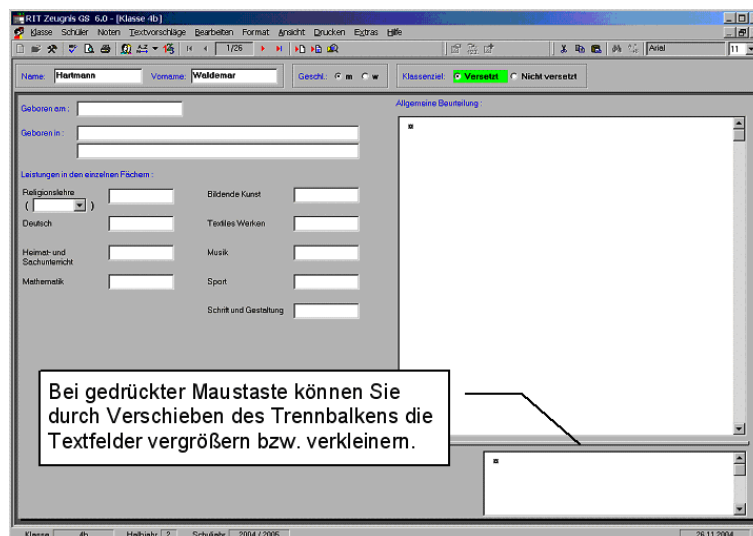 RIT Zeugnis GS 6.0 - [Klasse 4b]
Klasse Schüler Noten Textvorschläge Bearbeiten Format Ansicht Drucken Extras Hilfe
1/26 Arial 11
Name: Hartmann Vorname: Waldemar Geschl.: m w Klassenziel: Versetzt Nicht versetzt
Geboren am : Allgemeine Beurteilung :
Geboren in :
Leistungen in den einzelnen Fächern :
Religionslehre Bildende Kunst
( )
Deutsch Textiles Werken
Heimat- und Musik
Sachunterricht
Mathematik Sport
Schrift und Gestaltung
Bei gedrückter Maustaste können Sie
durch Verschieben des Trennbalkens die
Textfelder vergrößern bzw. verkleinern.
Klasse 4b Halbjahr 2 Schuljahr 2004 / 2005 26.11.2004